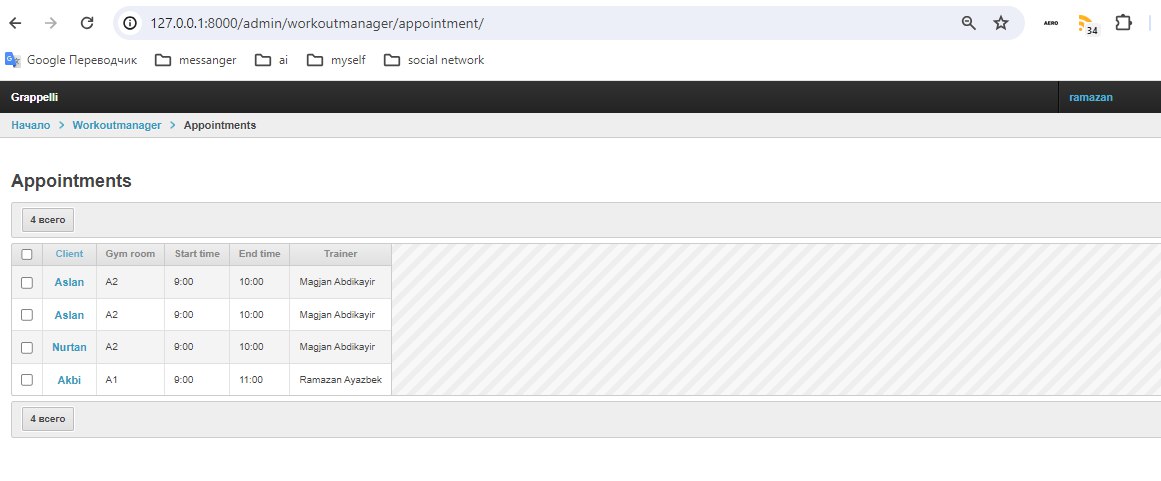 127.0.0.1:8000/admin/workoutmanager/appointment/
AERO
34
Google Переводчик messanger ai myself social network
Grappelli ramazan
Начало > Workoutmanager > Appointments
Appointments
4 всего
Client Gym room Start time End time Trainer
Aslan A2 9:00 10:00 Magjan Abdikayir
Aslan A2 9:00 10:00 Magjan Abdikayir
Nurtan A2 9:00 10:00 Magjan Abdikayir
Akbi A1 9:00 11:00 Ramazan Ayazbek
4 всего